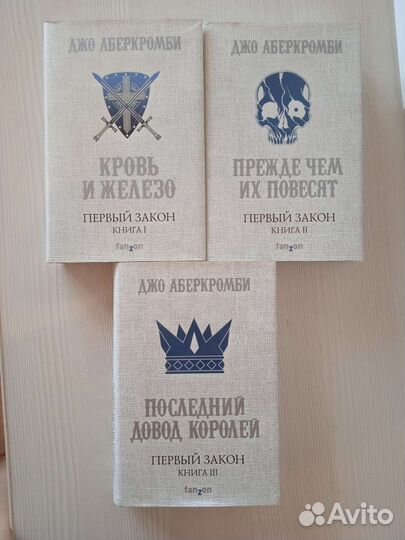 ДЖО АБЕРКРОМБИ
КРОВЬ
И ЖЕЛЕЗО
ПЕРВЫЙ ЗАКОН
КНИГА I
fanzon
ДЖО АБЕРКРОМБИ
ПРЕЖДЕ ЧЕМ
ИХ ПОВЕСЯТ
ПЕРВЫЙ ЗАКОН
КНИГА II
fanzon
ДЖО АБЕРКРОМБИ
ПОСЛЕДНИЙ
ДОВОД КОРОЛЕЙ
ПЕРВЫЙ ЗАКОН
КНИГА III
fanzon
Avito